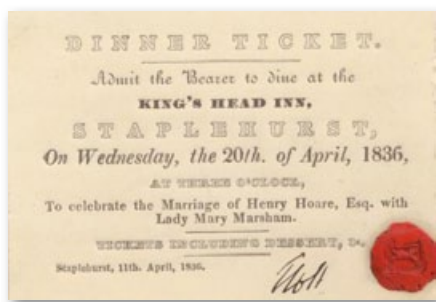 DINNER TICKET.
Admit the Bearer to dine at the
KING'S HEAD INN,
STAPLEHURST,
On Wednesday, the 20th. of April, 1836,
AT THREE O'CLOCK,
To celebrate the Marriage of Henry Hoare, Esq. with
Lady Mary Marsham.
TICKETS INCLUDING DESSERT,
Staplehurst, 11th. April, 1836.